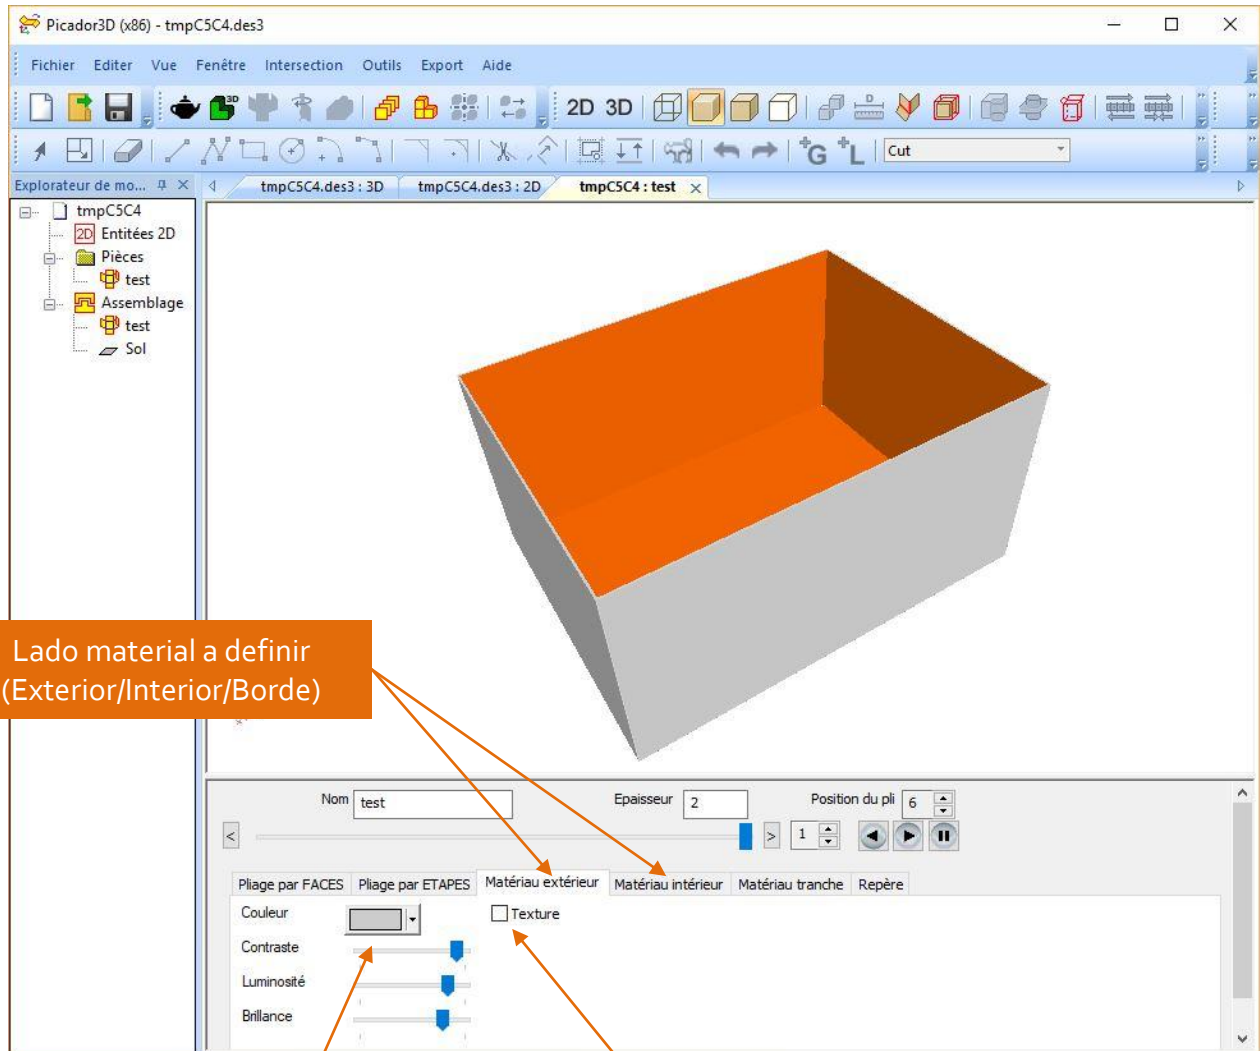 Picador3D (x86) - tmpC5C4.des3
Fichier Editer Vue Fenêtre Intersection Outils Export Aide
3D 2D 3D D
G L Cut
Explorateur de mo... tmpC5C4.des3 : 3D tmpC5C4.des3 : 2D tmpC5C4 : test
tmpC5C4
2D Entitées 2D
Pièces
test
Assemblage
test
Sol
Lado material a definir
(Exterior/Interior/Borde)
Nom test Epaisseur 2 Position du pli 6
< > 1
Pliage par FACES Pliage par ETAPES Matériau extérieur Matériau intérieur Matériau tranche Repère
Couleur Texture
Contraste
Luminosité
Brillance